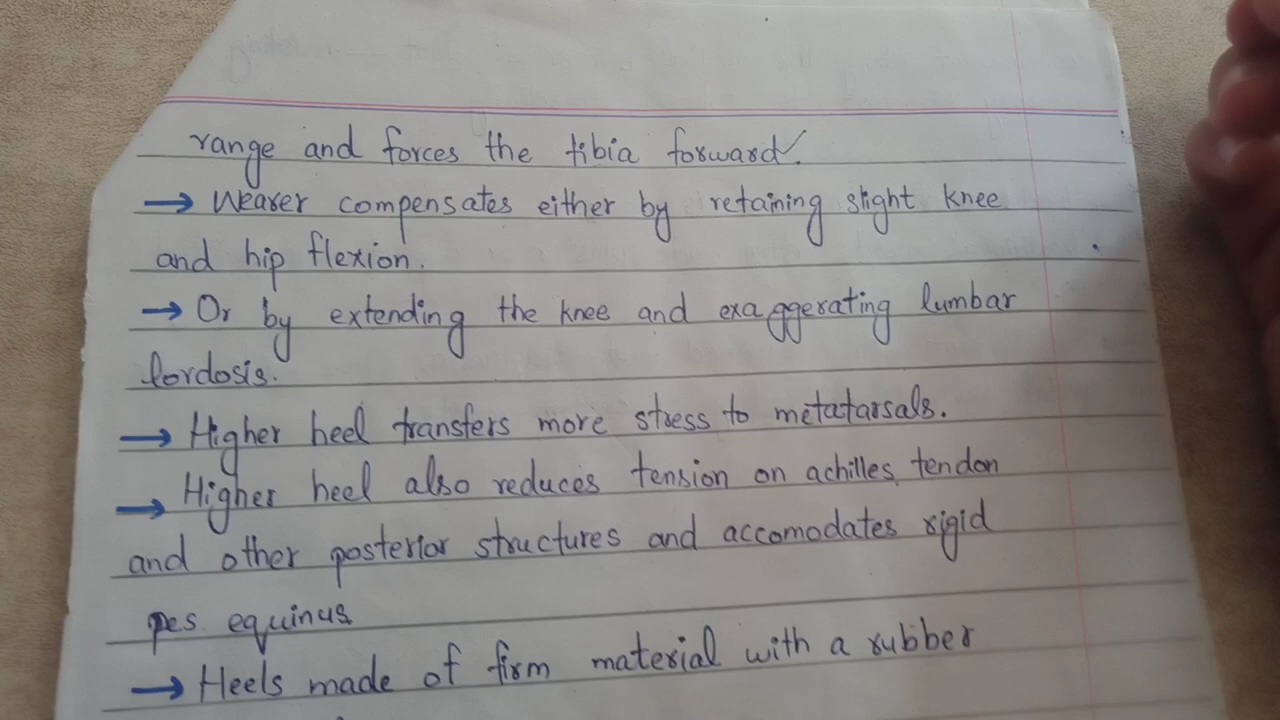 range and forces the tibia forward.
→ Wearer compensates either by retaining slight knee
and hip flexion.
→ Or by extending the knee and exaggerating lumbar
lordosis.
→ Higher heel transfers more stress to metatarsals.
→ Higher heel also reduces tension on achilles tendon
and other posterior structures and accomodates rigid
pes. equinus
→ Heels made of firm material with a rubber